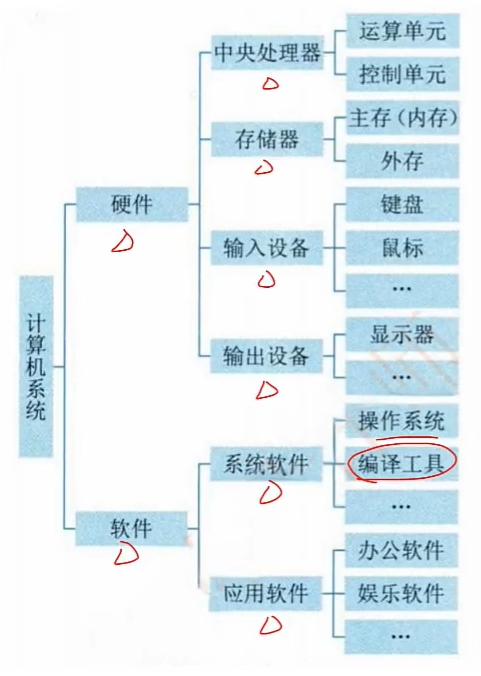 计算机系统
硬件
中央处理器
运算单元
控制单元
存储器
主存（内存）
外存
输入设备
键盘
鼠标
…
输出设备
显示器
…
软件
系统软件
操作系统
编译工具
…
应用软件
办公软件
娱乐软件
…